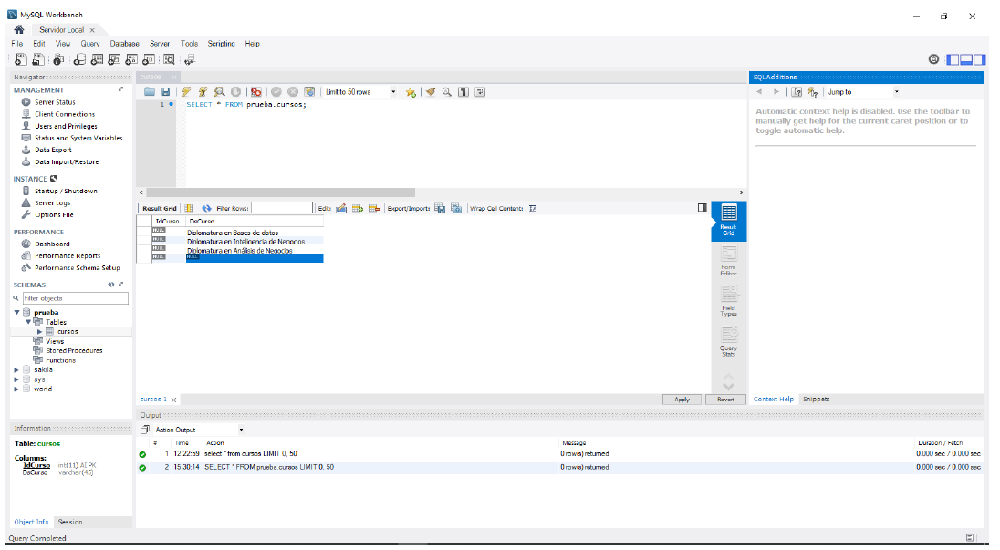 MySQL Workbench
Servidor Local ×
File Edit View Query Database Server Tools Scripting Help
Navigator
MANAGEMENT
Server Status
Client Connections
Users and Privileges
Status and System Variables
Data Export
Data Import/Restore
INSTANCE
Startup / Shutdown
Server Logs
Options File
PERFORMANCE
Dashboard
Performance Reports
Performance Schema Setup
SCHEMAS
Filter objects
prueba
Tables
cursos
Views
Stored Procedures
Functions
sakila
sys
world
Information
Table: cursos
Columns:
IdCurso int(11) AI PK
DsCurso varchar(45)
Object Info Session
cursos ×
Limit to 50 rows
1 SELECT * FROM prueba.cursos;
Result Grid Filter Rows: Edit: Export/Import: Wrap Cell Content:
IdCurso DsCurso
NULL Diplomatura en Bases de datos
NULL Diplomatura en Inteligencia de Negocios
NULL Diplomatura en Análisis de Negocios
NULL NULL
Result Grid
Form Editor
Field Types
Query Stats
cursos 1 × Apply Revert
SQLAdditions
Jump to
Automatic context help is disabled. Use the toolbar to
manually get help for the current caret position or to
toggle automatic help.
Context Help Snippets
Output
Action Output
# Time Action Message Duration / Fetch
1 12:22:59 select * from cursos LIMIT 0, 50 0 row(s) returned 0.000 sec / 0.000 sec
2 15:30:14 SELECT * FROM prueba.cursos LIMIT 0, 50 0 row(s) returned 0.000 sec / 0.000 sec
Query Completed